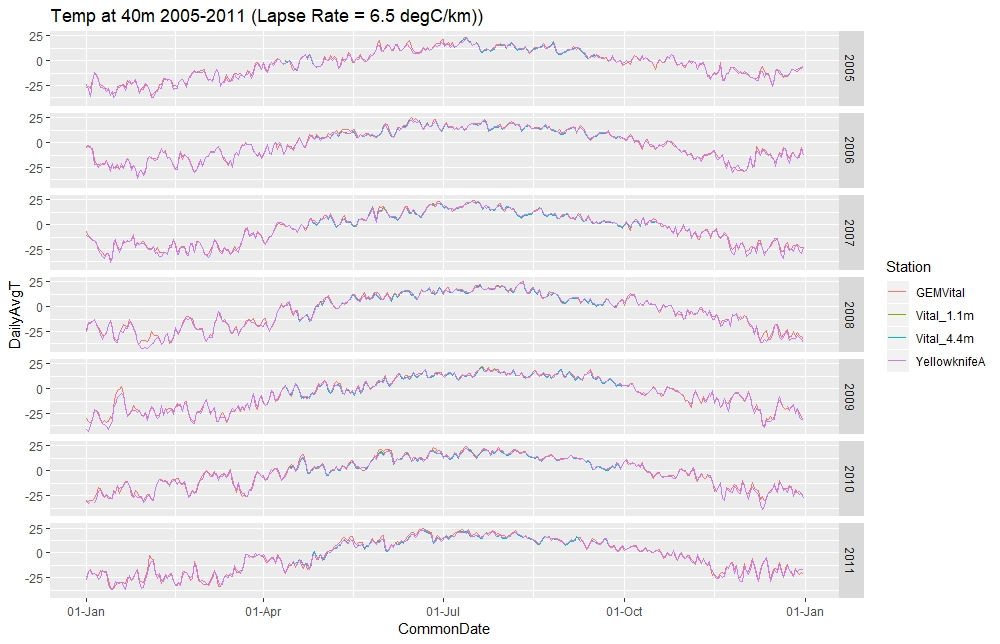 Temp at 40m 2005-2011 (Lapse Rate = 6.5 degC/km))
25
0
-25
2005
25
0
-25
2006
25
0
-25
2007
25
0
-25
2008
25
0
-25
2009
25
0
-25
2010
25
0
-25
2011
DailyAvgT
01-Jan
01-Apr
01-Jul
01-Oct
01-Jan
CommonDate
Station
GEMVital
Vital_1.1m
Vital_4.4m
YellowknifeA